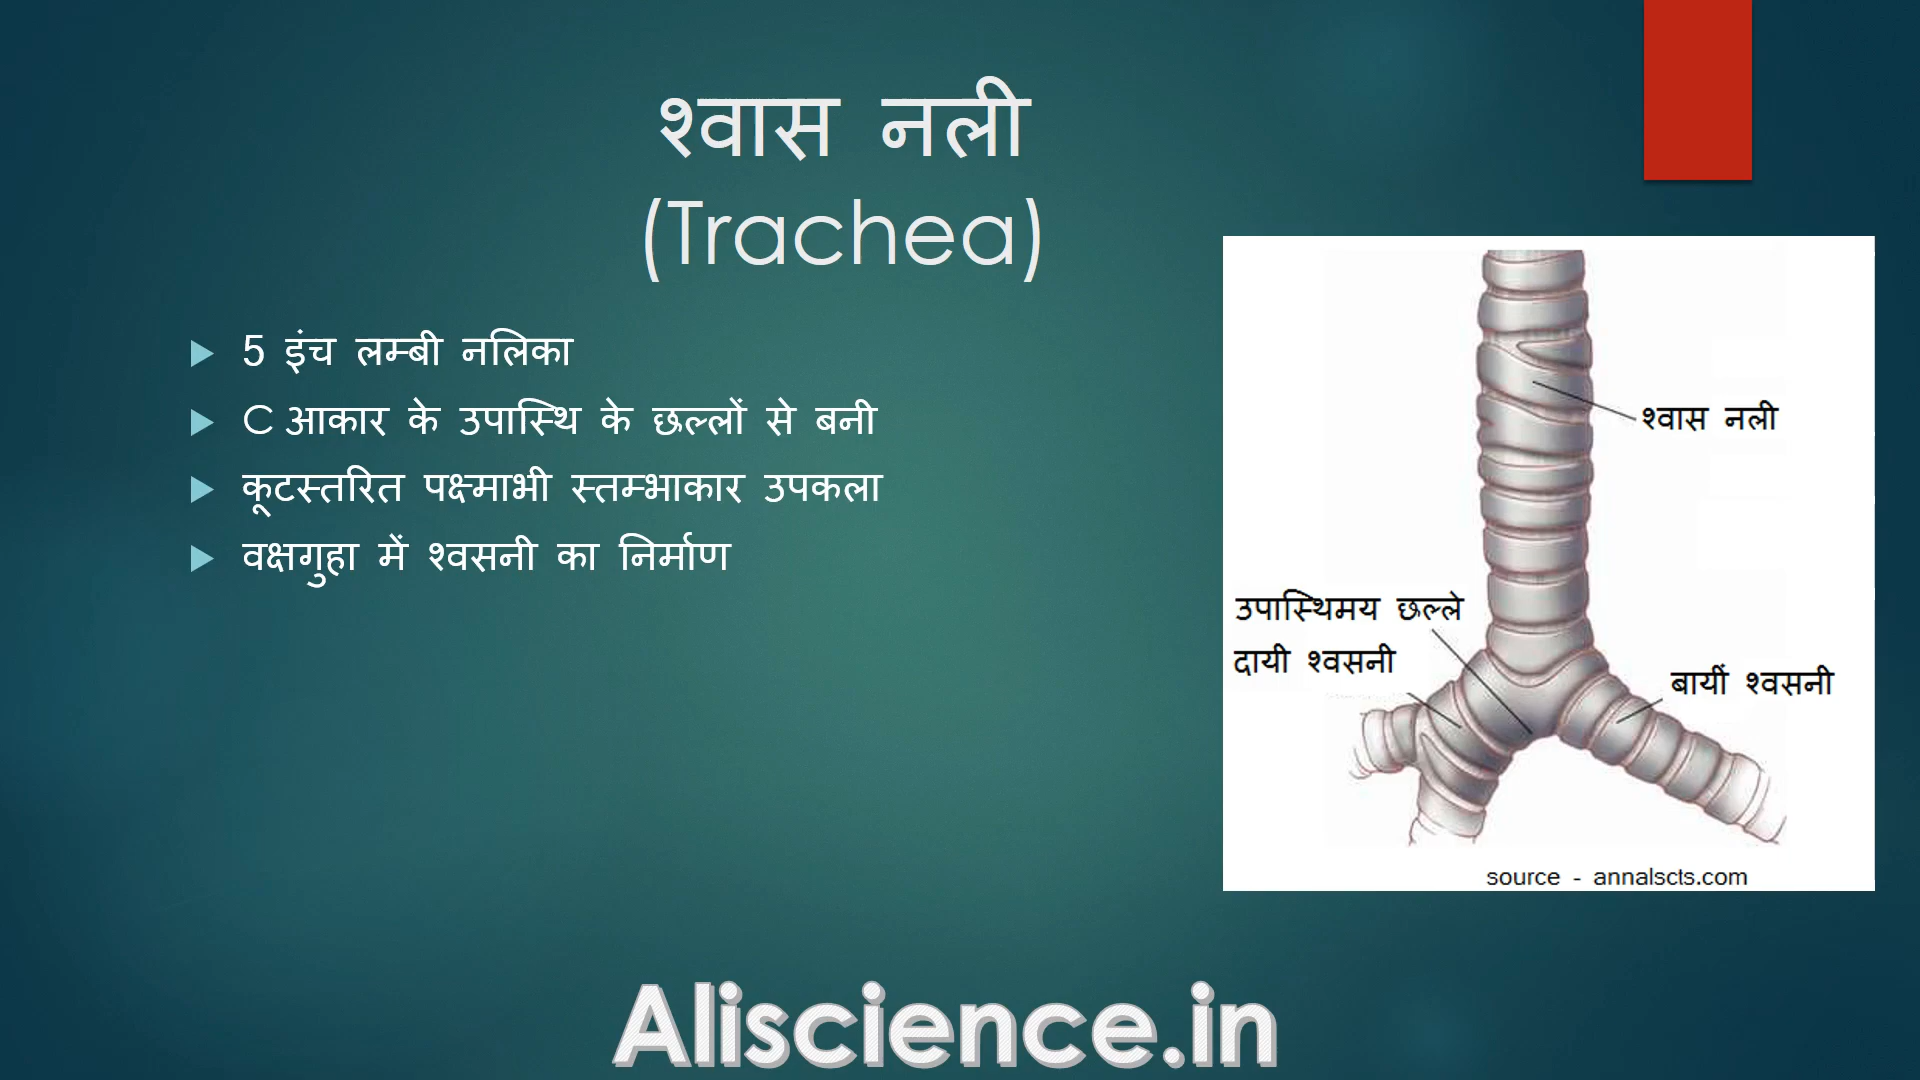 श्वास नली
(Trachea)
5 इंच लम्बी नलिका
C आकार के उपास्थि के छल्लों से बनी
कूटस्तरित पक्ष्माभी स्तम्भाकार उपकला
वक्षगुहा में श्वसनी का निर्माण
श्वास नली
उपास्थिमय छल्ले
दायी श्वसनी
बायीं श्वसनी
source - annalscts.com
Aliscience.in